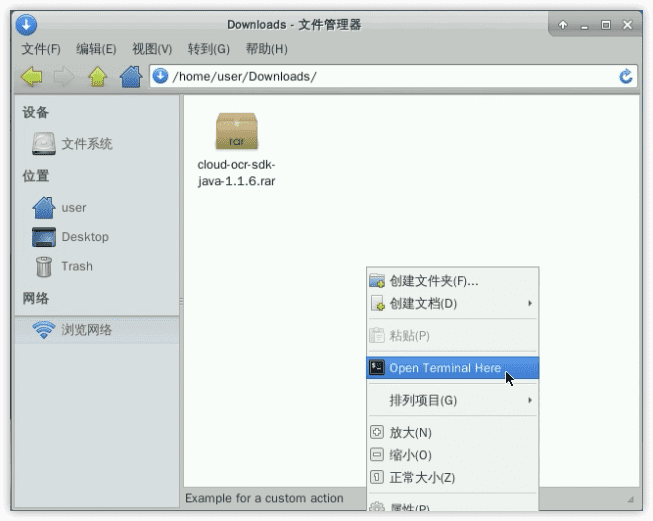 Downloads - 文件管理器
文件(F) 编辑(E) 视图(V) 转到(G) 帮助(H)
/home/user/Downloads/
设备
文件系统
位置
user
Desktop
Trash
网络
浏览网络
rar
cloud-ocr-sdk-
java-1.1.6.rar
创建文件夹(F)...
创建文档(D)
粘贴(P)
Open Terminal Here
排列项目(G)
放大(N)
缩小(O)
正常大小(Z)
属性(P)
Example for a custom action